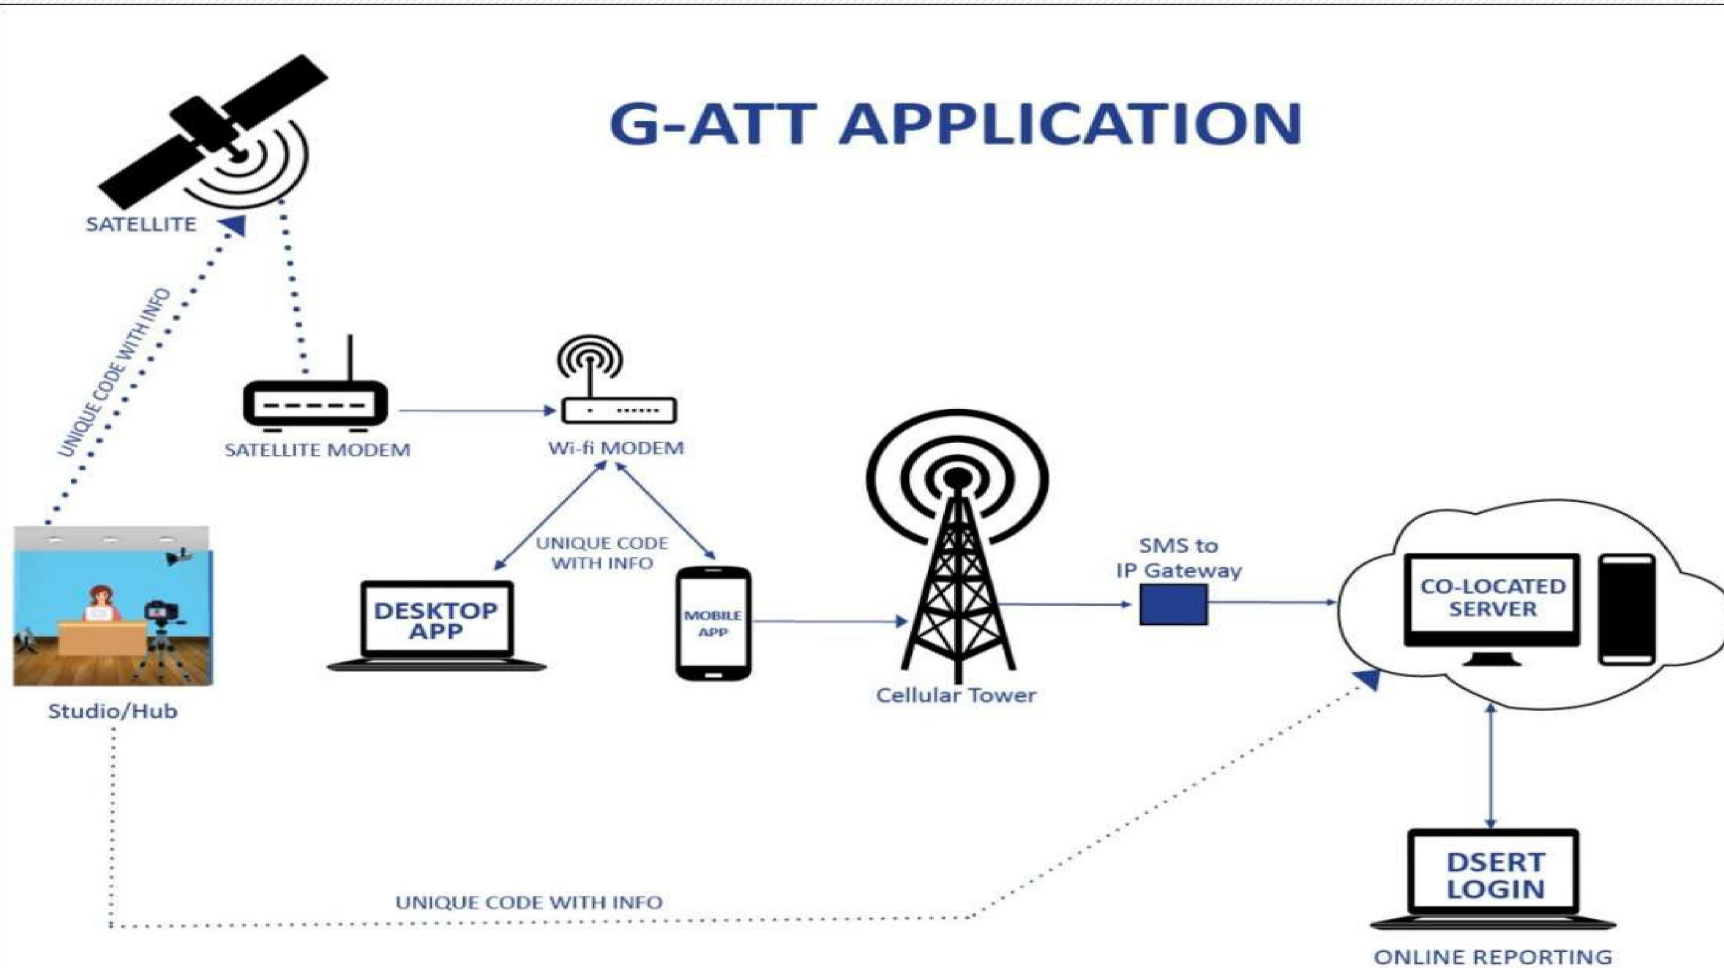 G-ATT APPLICATION
SATELLITE
UNIQUE CODE WITH INFO
SATELLITE MODEM
Wi-fi MODEM
UNIQUE CODE
WITH INFO
DESKTOP
APP
MOBILE
APP
Cellular Tower
SMS to
IP Gateway
CO-LOCATED
SERVER
Studio/Hub
UNIQUE CODE WITH INFO
DSERT
LOGIN
ONLINE REPORTING